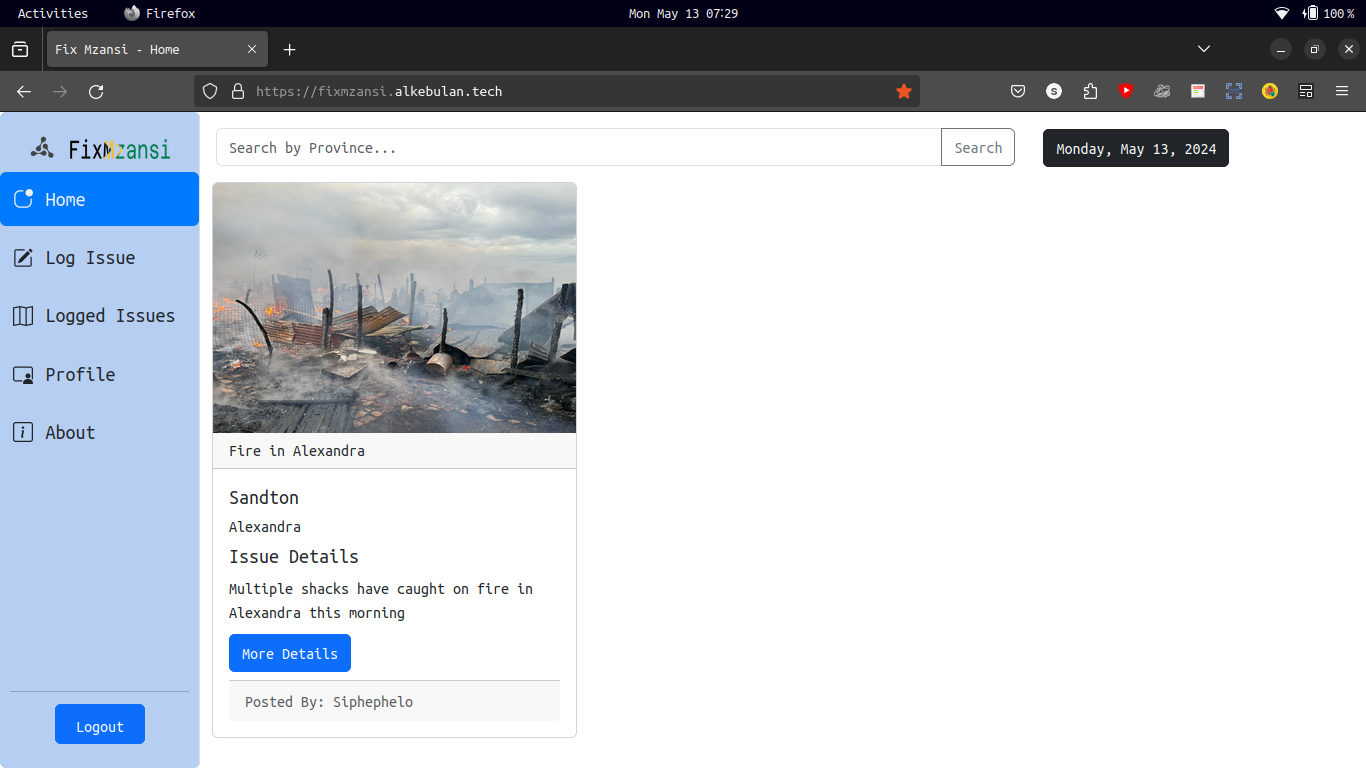 Activities
Firefox
Mon May 13 07:29
100 %
Fix Mzansi - Home
https://fixmzansi.alkebulan.tech
S
FixMzansi
Search by Province...
Search
Monday, May 13, 2024
Home
Log Issue
Logged Issues
Profile
About
Logout
Fire in Alexandra
Sandton
Alexandra
Issue Details
Multiple shacks have caught on fire in
Alexandra this morning
More Details
Posted By: Siphephelo